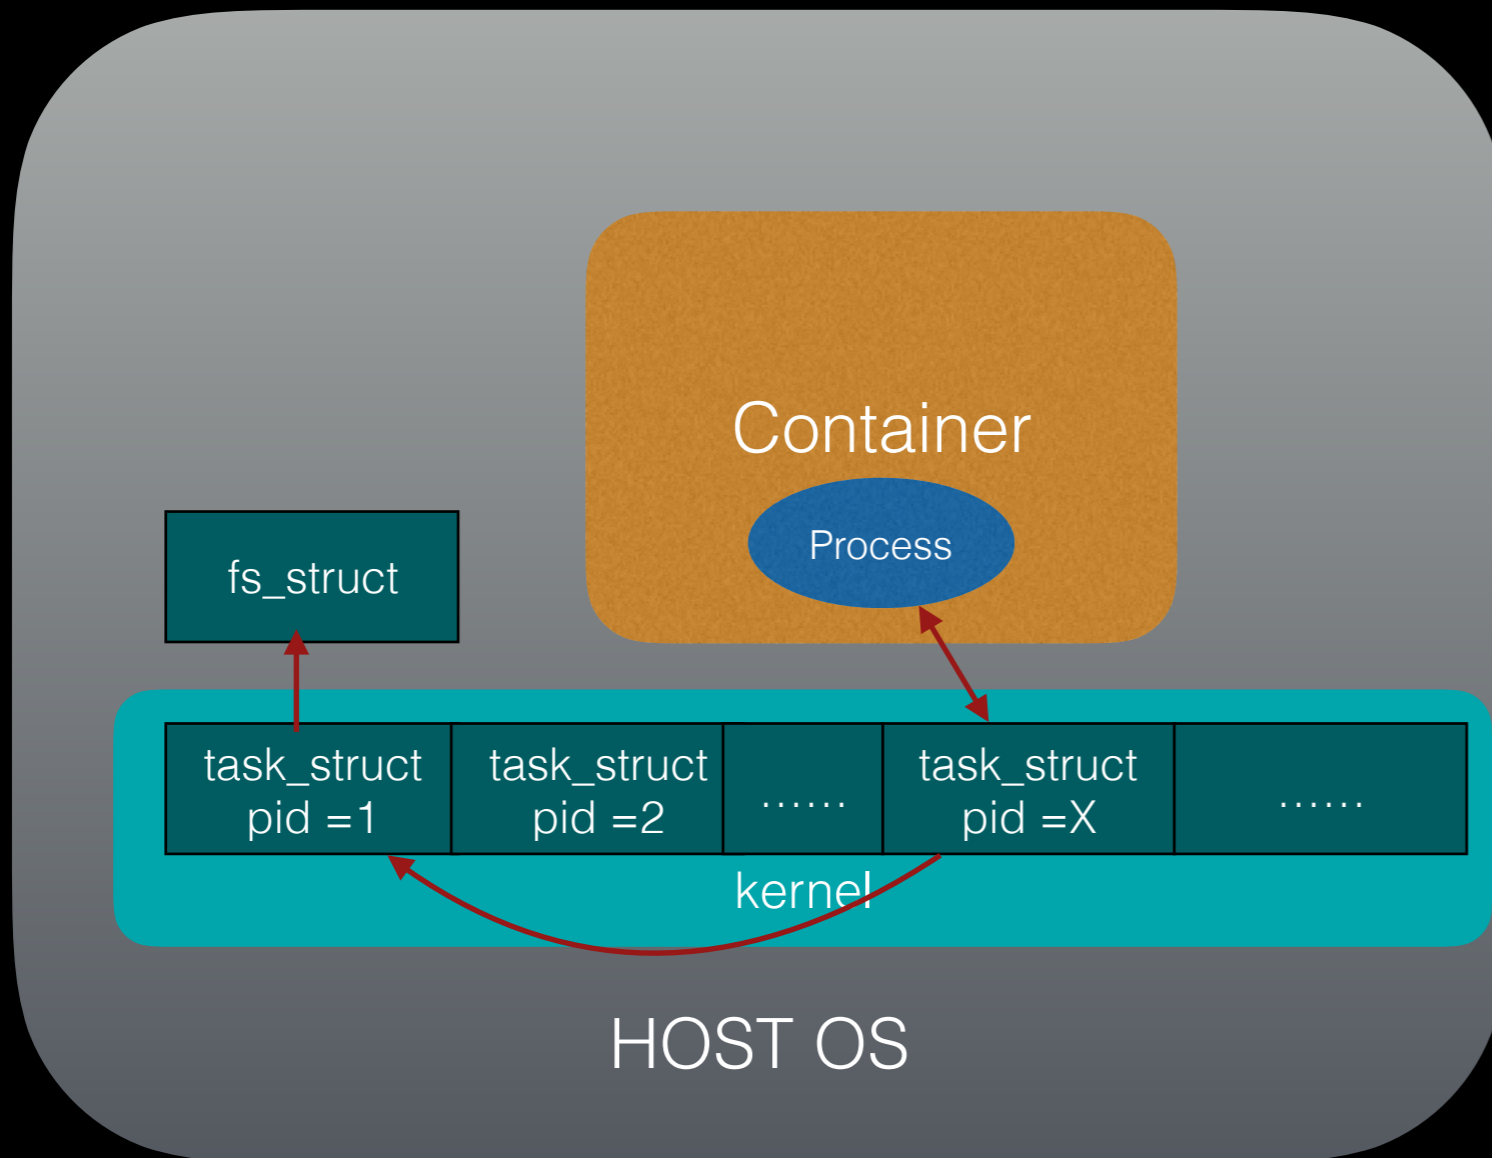 Container
Process
fs_struct
task_struct
pid =1
task_struct
pid =2
......
task_struct
pid =X
......
kernel
HOST OS